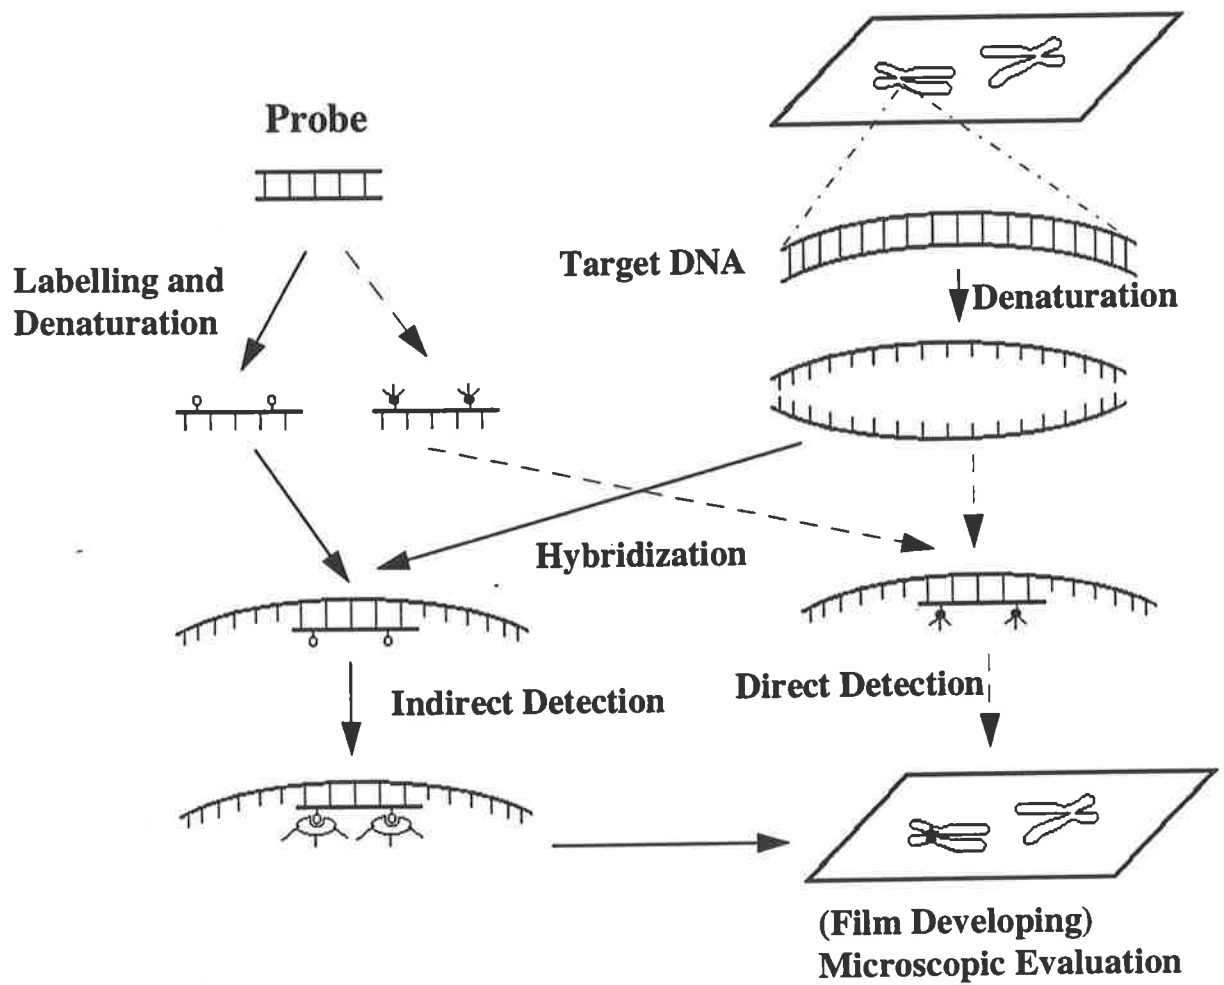 Probe
Labelling and
Denaturation
Target DNA
Denaturation
Hybridization
Indirect Detection
Direct Detection
(Film Developing)
Microscopic Evaluation